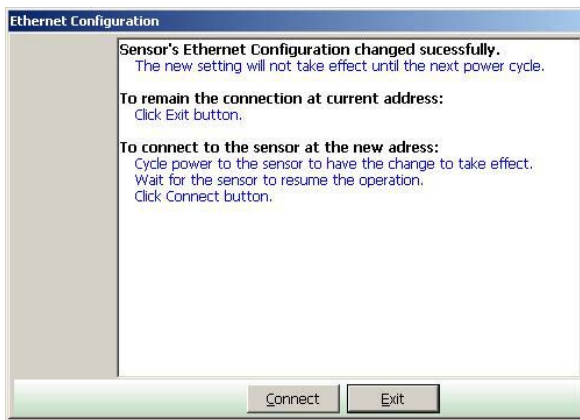 Ethernet Configuration
Sensor's Ethernet Configuration changed sucessfully.
The new setting will not take effect until the next power cycle.
To remain the connection at current address:
Click Exit button.
To connect to the sensor at the new adress:
Cycle power to the sensor to have the change to take effect.
Wait for the sensor to resume the operation.
Click Connect button.
Connect Exit